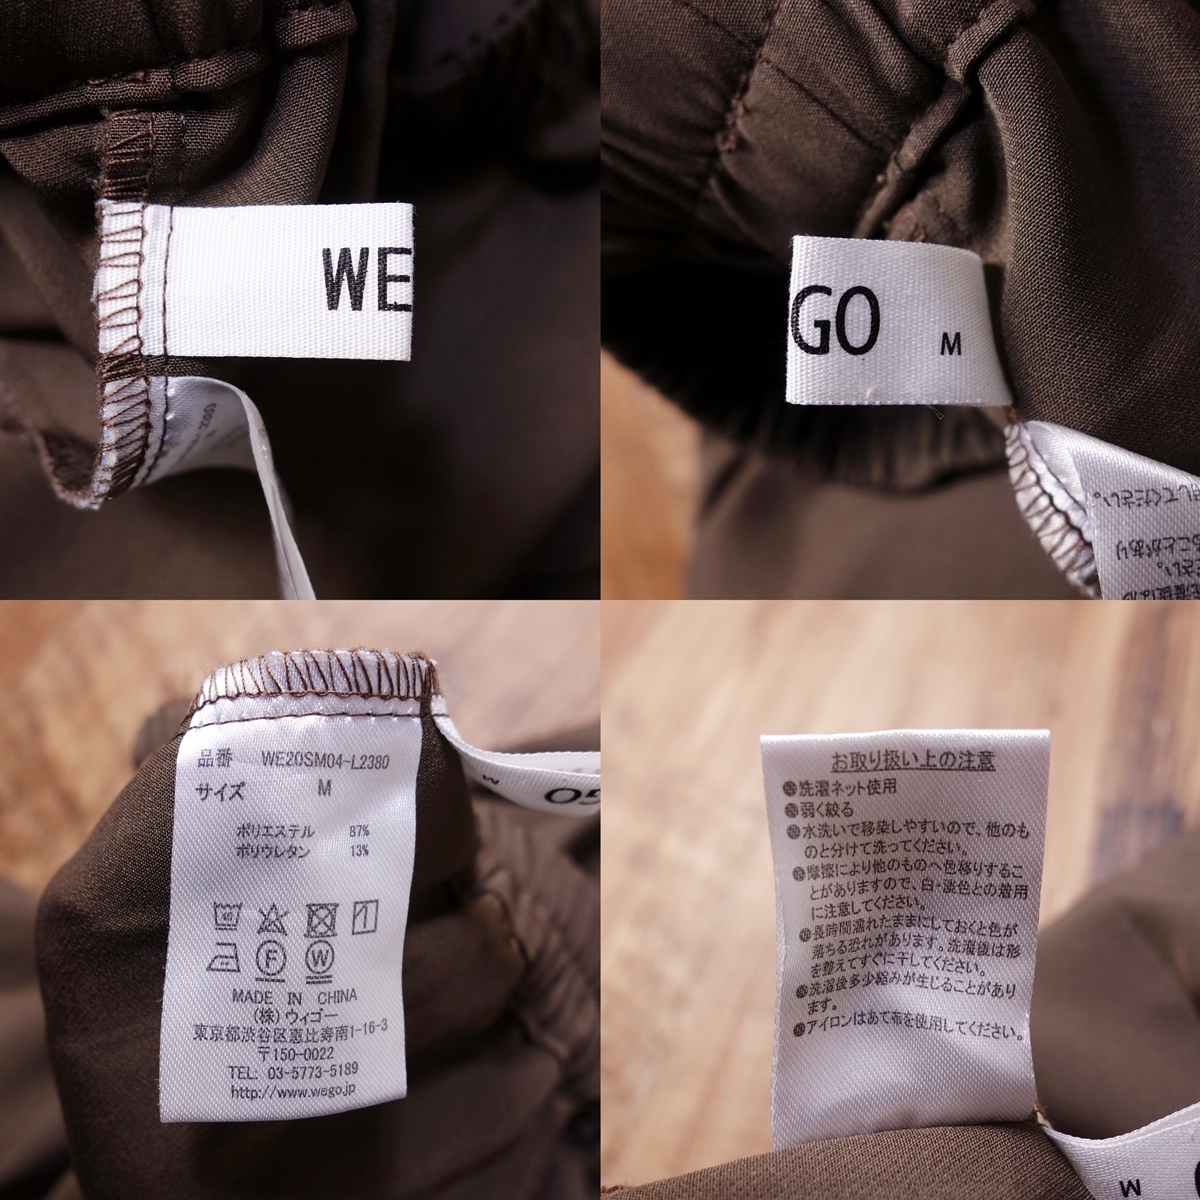 WE
GO M
品番 WE20SM04-L2380
サイズ M
ポリエステル 87%
ポリウレタン 13%
40
F W
MADE IN CHINA
(株)ウィゴー
東京都渋谷区恵比寿南1-16-3
〒150-0022
TEL: 03-5773-5189
http://www.wego.jp
お取り扱い上の注意
●洗濯ネット使用
●弱く絞る
●水洗いで移染しやすいので、他のも
のと分けて洗ってください。
●摩擦により他のものへ色移りするこ
とがありますので、白・淡色との着用
に注意してください。
●長時間濡れたままにしておくと色が
落ちる恐れがあります。洗濯後は形
を整えてすぐに干してください。
●洗濯後多少縮みが生じることがあり
ます。
●アイロンはあて布を使用してください。
M